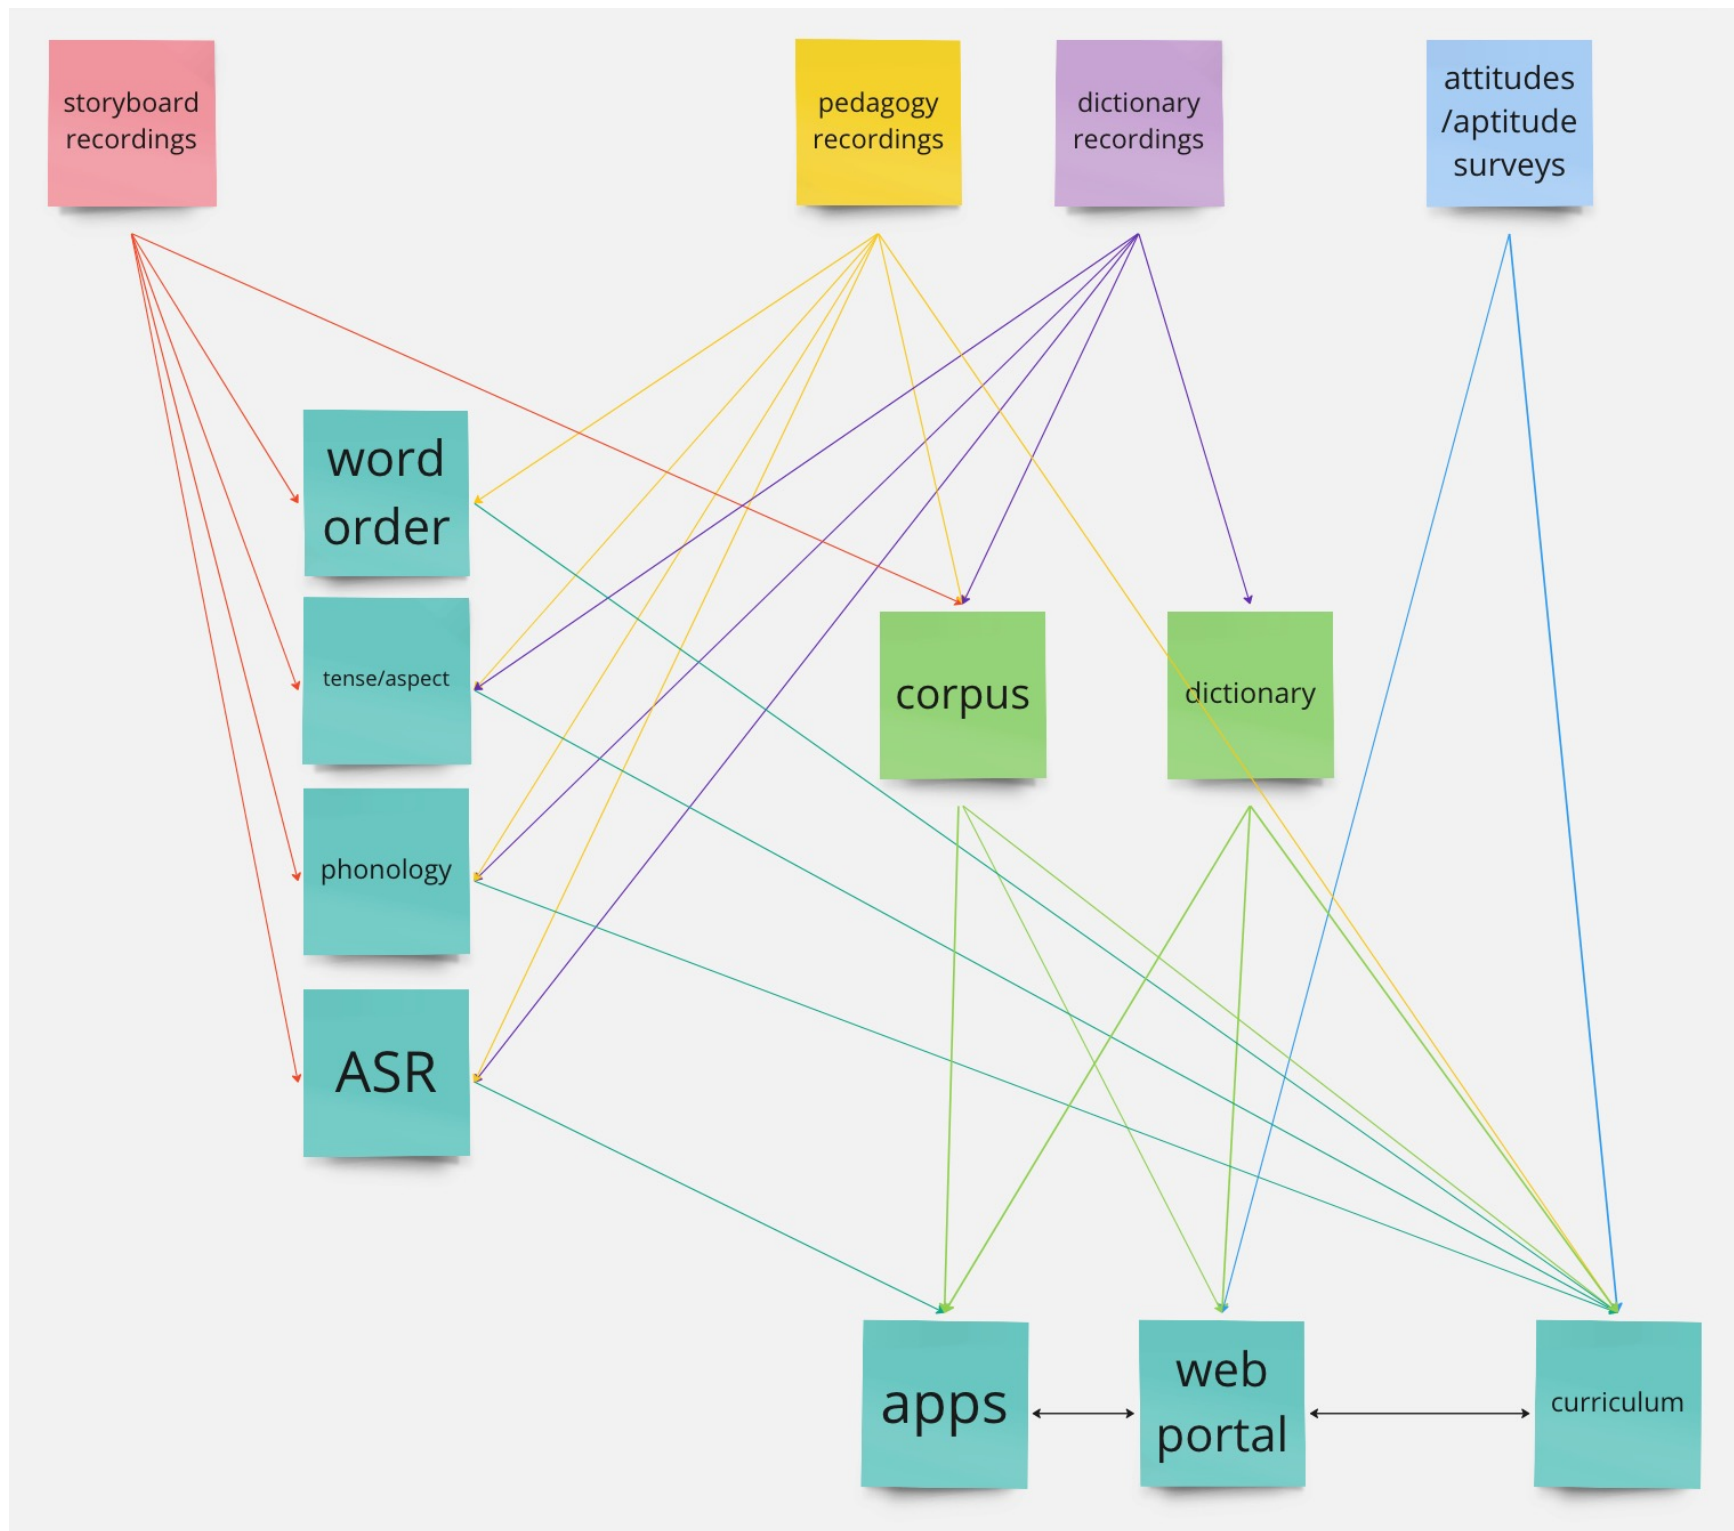 storyboard
recordings
pedagogy
recordings
dictionary
recordings
attitudes
/aptitude
surveys
word
order
tense/aspect
phonology
ASR
corpus
dictionary
apps
web
portal
curriculum